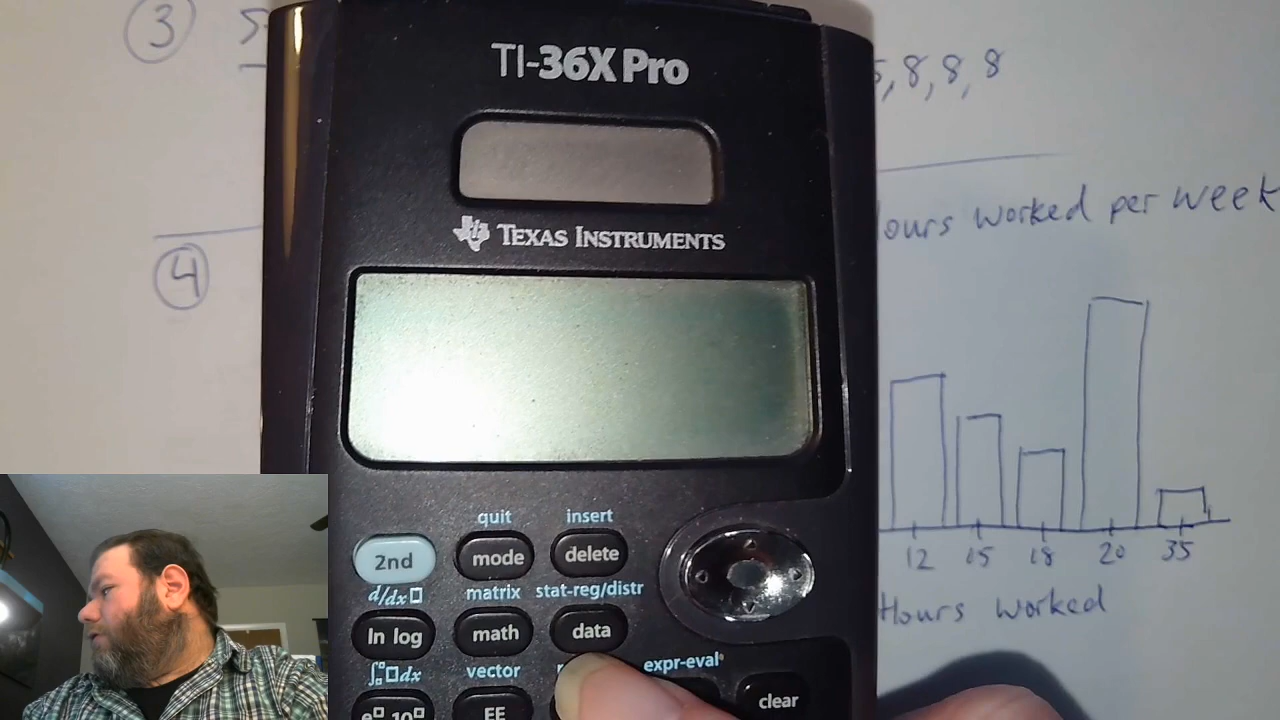 ③
8, 8, 8
TI-36X Pro
TEXAS INSTRUMENTS
④
ours worked per week
12 15 18 20 35
Hours worked
quit insert
2nd mode delete
d/dx□ matrix stat-reg/distr
ln log math data
∫□dx vector expr-eval
e□ 10□ EE clear